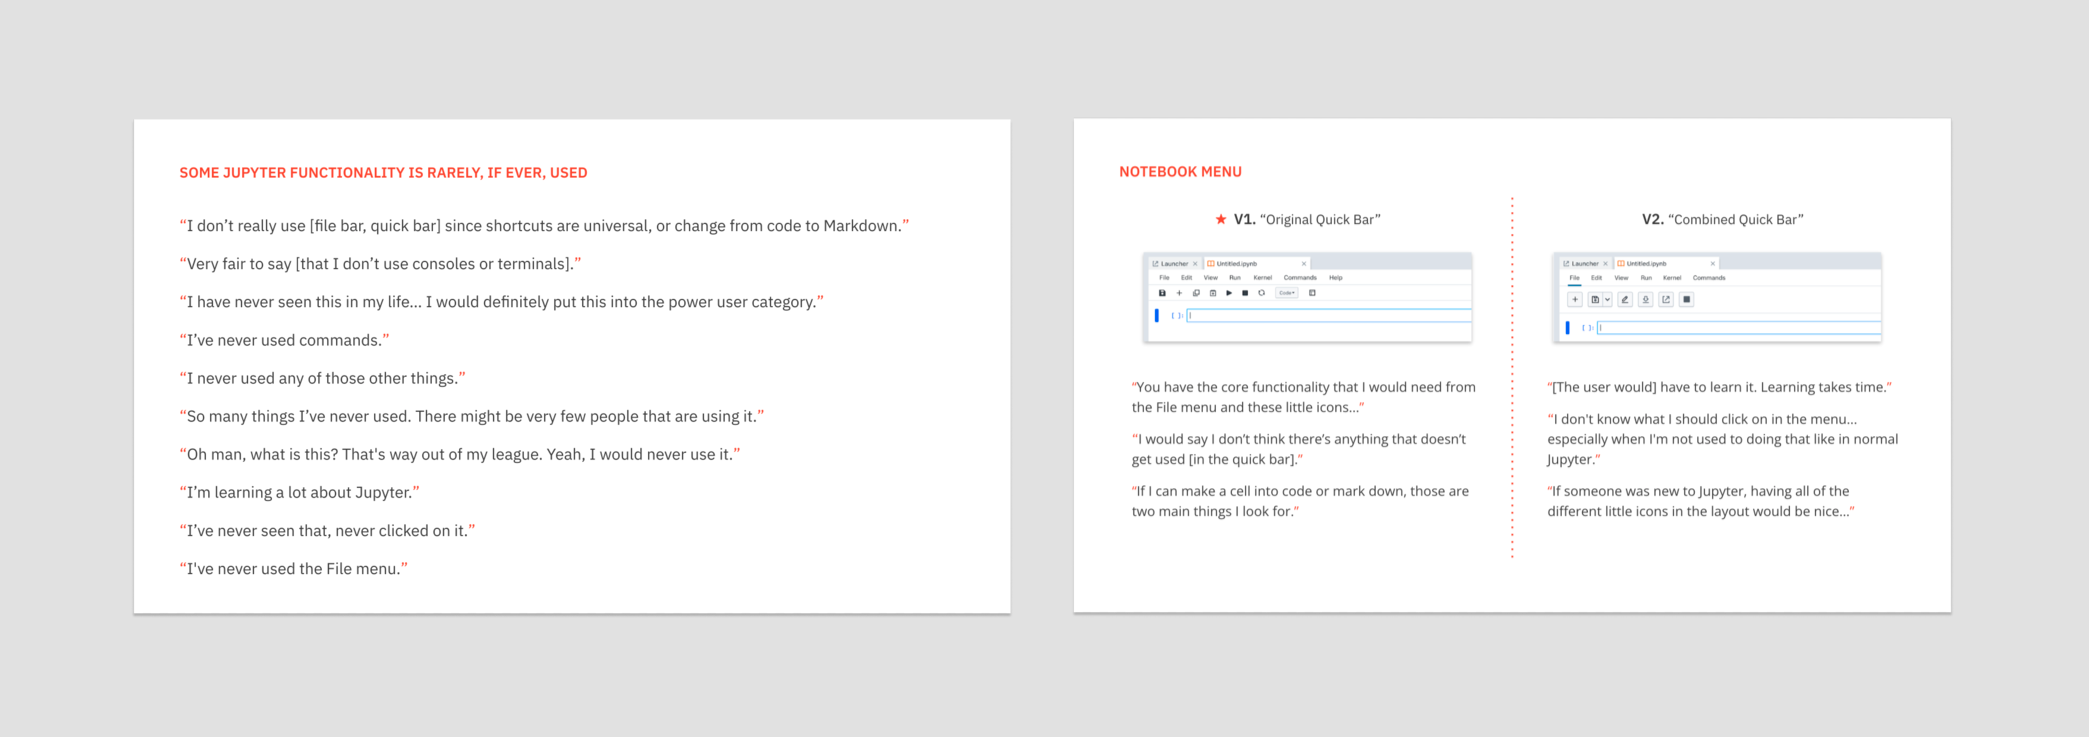 SOME JUPYTER FUNCTIONALITY IS RARELY, IF EVER, USED
“I don’t really use [file bar, quick bar] since shortcuts are universal, or change from code to Markdown.”
“Very fair to say [that I don’t use consoles or terminals].”
“I have never seen this in my life... I would definitely put this into the power user category.”
“I’ve never used commands.”
“I never used any of those other things.”
“So many things I’ve never used. There might be very few people that are using it.”
“Oh man, what is this? That's way out of my league. Yeah, I would never use it.”
“I’m learning a lot about Jupyter.”
“I’ve never seen that, never clicked on it.”
“I've never used the File menu.”
NOTEBOOK MENU
★ V1. “Original Quick Bar”
Launcher × Untitled.ipynb ×
File Edit View Run Kernel Commands Help
Code
[ ]:
“You have the core functionality that I would need from
the File menu and these little icons...”
“I would say I don’t think there’s anything that doesn’t
get used [in the quick bar].”
“If I can make a cell into code or mark down, those are
two main things I look for.”
V2. “Combined Quick Bar”
Launcher × Untitled.ipynb ×
File Edit View Run Kernel Commands
[ ]:
“[The user would] have to learn it. Learning takes time.”
“I don't know what I should click on in the menu...
especially when I'm not used to doing that like in normal
Jupyter.”
“If someone was new to Jupyter, having all of the
different little icons in the layout would be nice...”